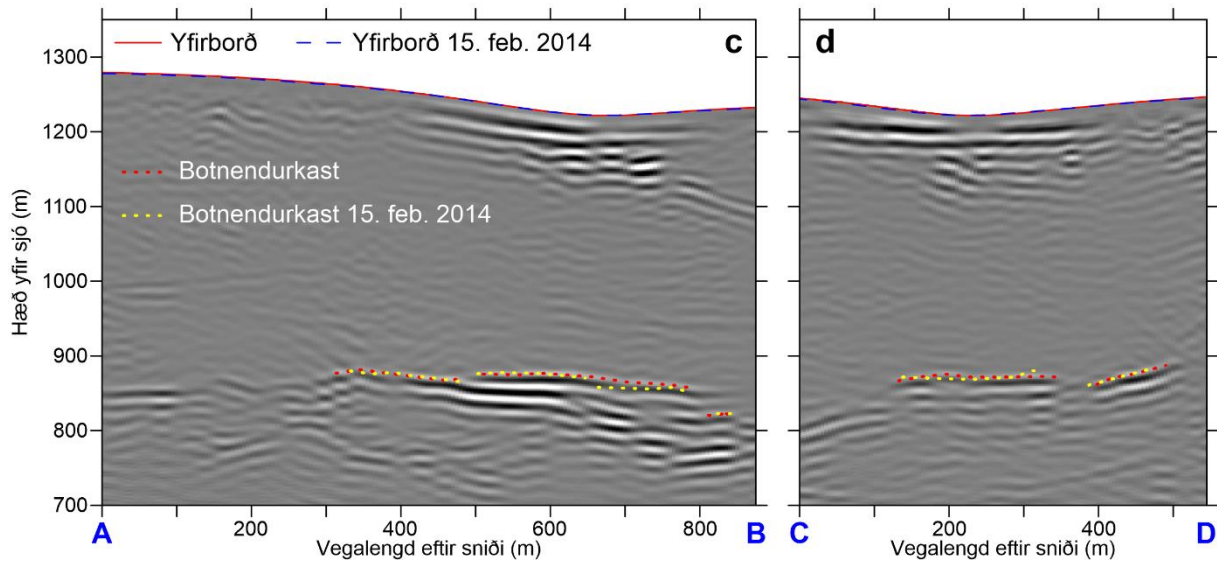 1300
1200
1100
1000
900
800
700
Hæð yfir sjó (m)
Yfirborð
Yfirborð 15. feb. 2014
c
Botnendurkast
Botnendurkast 15. feb. 2014
200
400
600
800
A
Vegalengd eftir sniði (m)
B
d
200
400
C
Vegalengd eftir sniði (m)
D